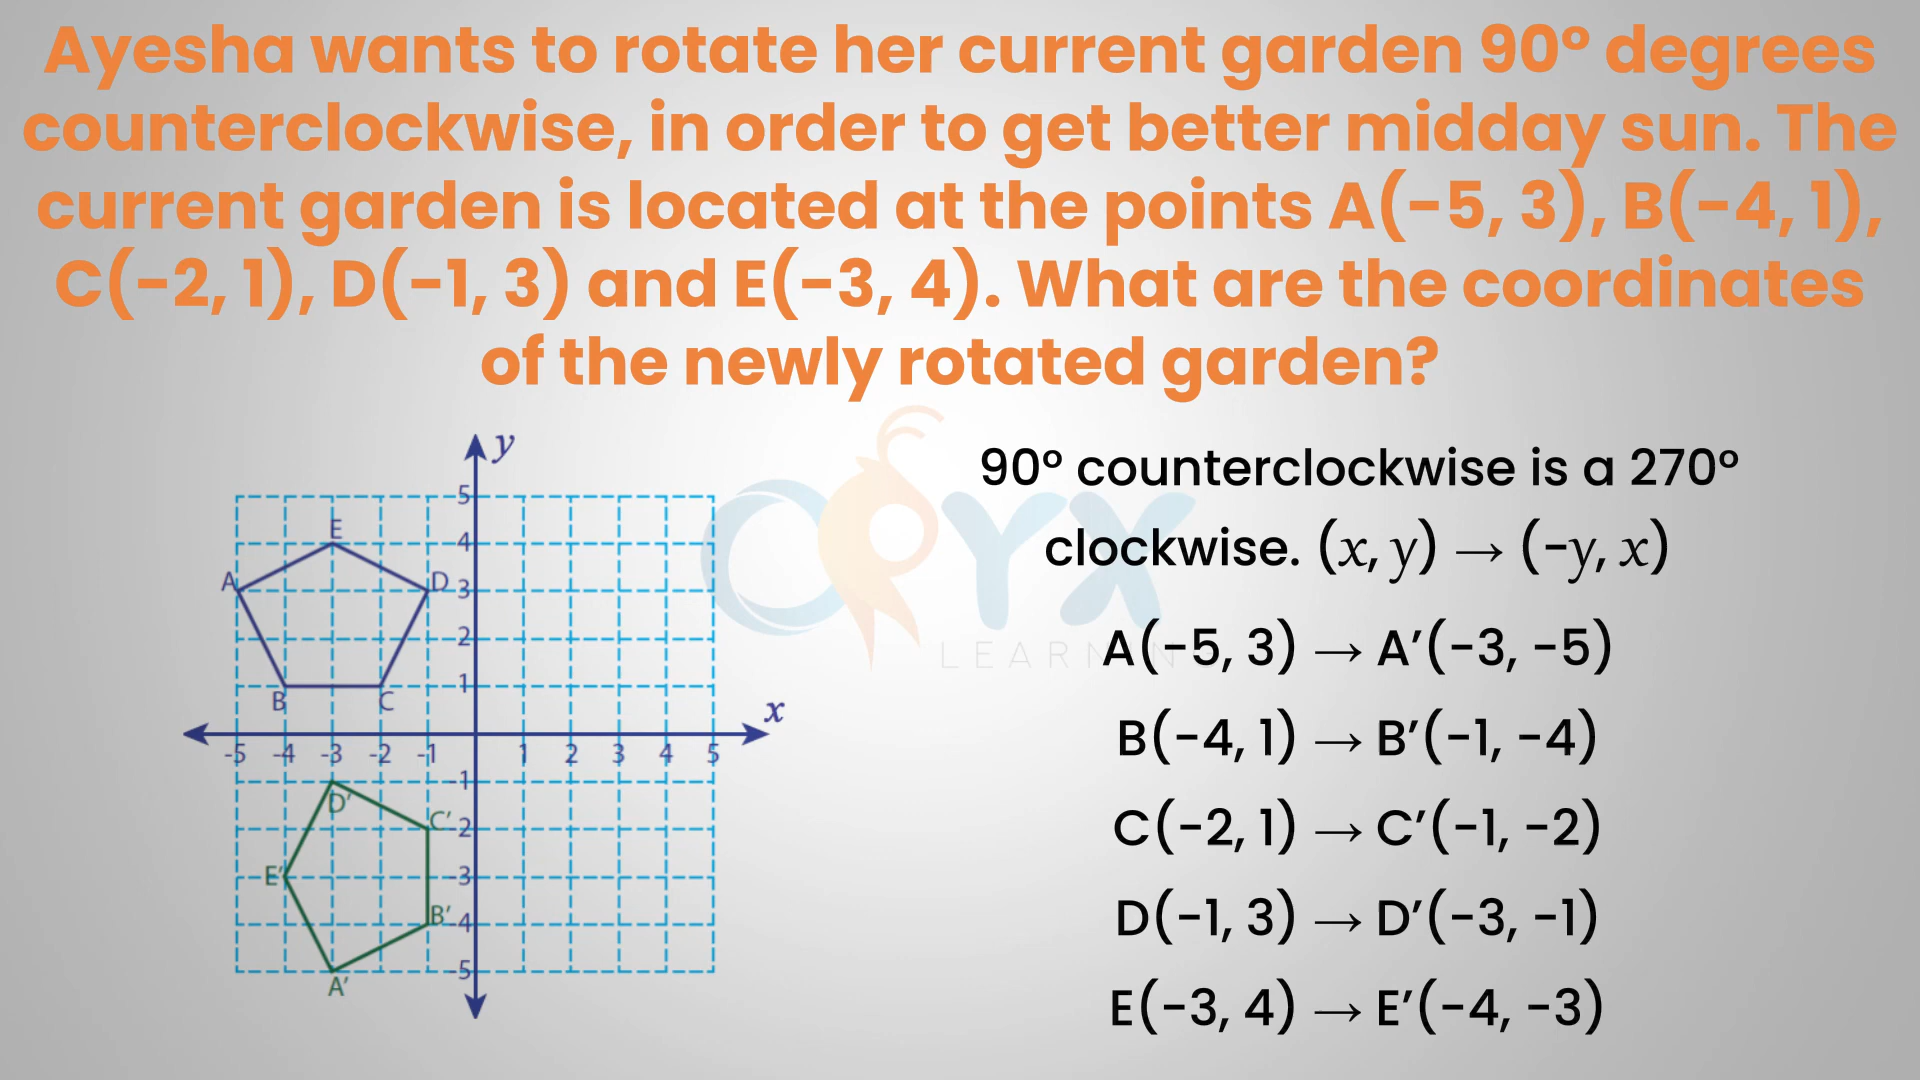 Ayesha wants to rotate her current garden 90° degrees
counterclockwise, in order to get better midday sun. The
current garden is located at the points A(−5, 3), B(−4, 1),
C(−2, 1), D(−1, 3) and E(−3, 4). What are the coordinates
of the newly rotated garden?
y
5
E
4
A
D
3
2
1
B
C
x
-5 -4 -3 -2 -1 1 2 3 4 5
-1
D′
C′
-2
E′
-3
B′
-4
-5
A′
ORYX
LEARNING
90° counterclockwise is a 270°
clockwise. (x, y) → (−y, x)
A(−5, 3) → A′(−3, −5)
B(−4, 1) → B′(−1, −4)
C(−2, 1) → C′(−1, −2)
D(−1, 3) → D′(−3, −1)
E(−3, 4) → E′(−4, −3)